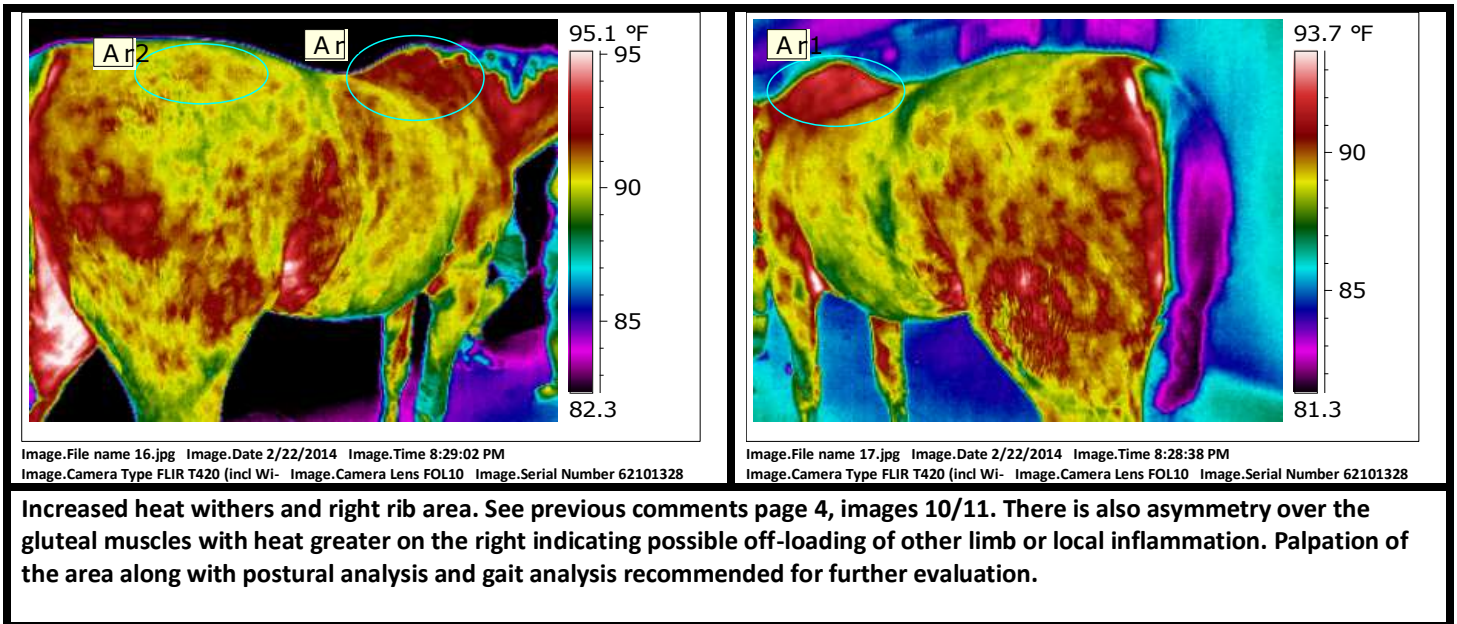 Ar2
Ar
95.1 °F
95
90
85
82.3
Ar1
93.7 °F
90
85
81.3
Image.File name 16.jpg Image.Date 2/22/2014 Image.Time 8:29:02 PM
Image.Camera Type FLIR T420 (incl Wi- Image.Camera Lens FOL10 Image.Serial Number 62101328
Image.File name 17.jpg Image.Date 2/22/2014 Image.Time 8:28:38 PM
Image.Camera Type FLIR T420 (incl Wi- Image.Camera Lens FOL10 Image.Serial Number 62101328
Increased heat withers and right rib area. See previous comments page 4, images 10/11. There is also asymmetry over the
gluteal muscles with heat greater on the right indicating possible off-loading of other limb or local inflammation. Palpation of
the area along with postural analysis and gait analysis recommended for further evaluation.